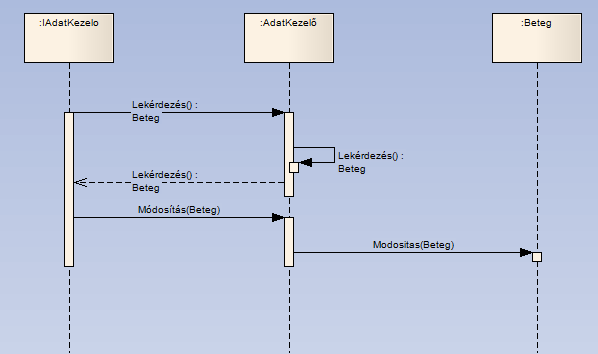 :IAdatKezelo
:AdatKezelő
:Beteg
Lekérdezés() :
Beteg
Lekérdezés() :
Beteg
Lekérdezés() :
Beteg
Módosítás(Beteg)
Modositas(Beteg)